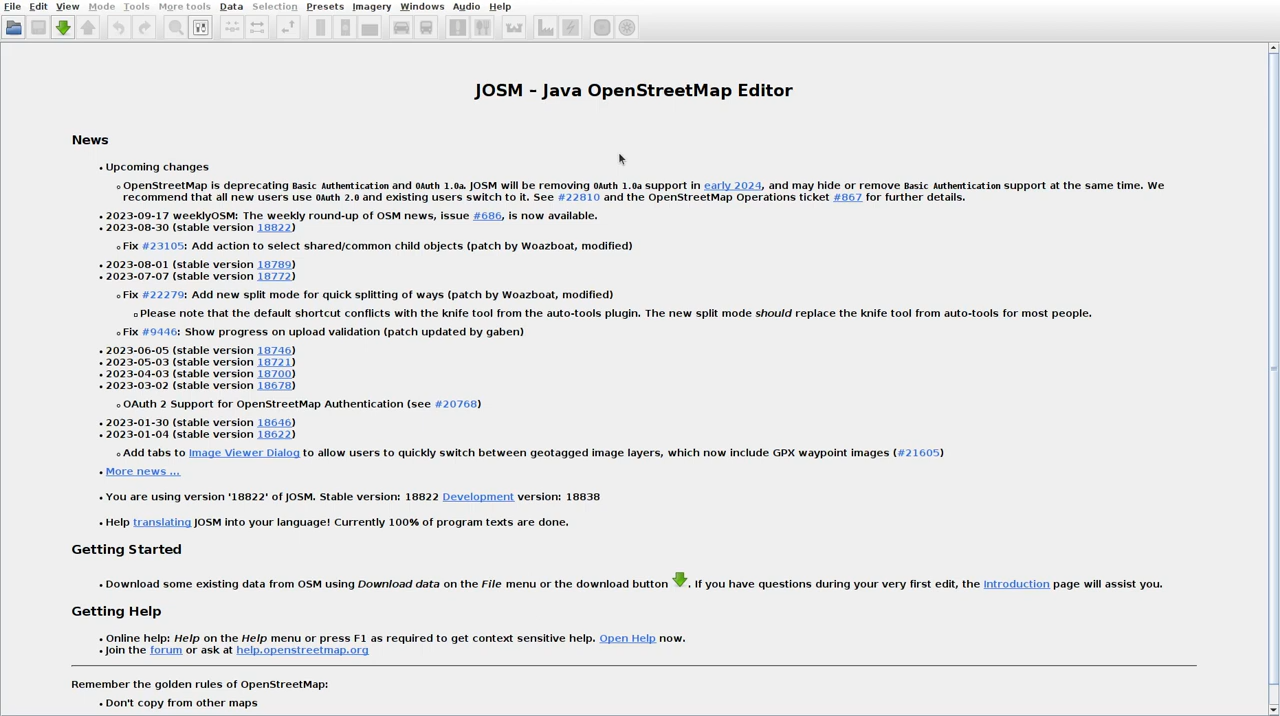 File Edit View Mode Tools More tools Data Selection Presets Imagery Windows Audio Help
JOSM – Java OpenStreetMap Editor
News
Upcoming changes
OpenStreetMap is deprecating Basic Authentication and OAuth 1.0a. JOSM will be removing OAuth 1.0a support in early 2024, and may hide or remove Basic Authentication support at the same time. We
recommend that all new users use OAuth 2.0 and existing users switch to it. See #22810 and the OpenStreetMap Operations ticket #867 for further details.
2023-09-17 weeklyOSM: The weekly round-up of OSM news, issue #686, is now available.
2023-08-30 (stable version 18822)
Fix #23105: Add action to select shared/common child objects (patch by Woazboat, modified)
2023-08-01 (stable version 18789)
2023-07-07 (stable version 18772)
Fix #22279: Add new split mode for quick splitting of ways (patch by Woazboat, modified)
Please note that the default shortcut conflicts with the knife tool from the auto-tools plugin. The new split mode should replace the knife tool from auto-tools for most people.
Fix #9446: Show progress on upload validation (patch updated by gaben)
2023-06-05 (stable version 18746)
2023-05-03 (stable version 18721)
2023-04-03 (stable version 18700)
2023-03-02 (stable version 18678)
OAuth 2 Support for OpenStreetMap Authentication (see #20768)
2023-01-30 (stable version 18646)
2023-01-04 (stable version 18622)
Add tabs to Image Viewer Dialog to allow users to quickly switch between geotagged image layers, which now include GPX waypoint images (#21605)
More news ...
You are using version '18822' of JOSM. Stable version: 18822 Development version: 18838
Help translating JOSM into your language! Currently 100% of program texts are done.
Getting Started
Download some existing data from OSM using Download data on the File menu or the download button . If you have questions during your very first edit, the Introduction page will assist you.
Getting Help
Online help: Help on the Help menu or press F1 as required to get context sensitive help. Open Help now.
Join the forum or ask at help.openstreetmap.org
Remember the golden rules of OpenStreetMap:
Don't copy from other maps